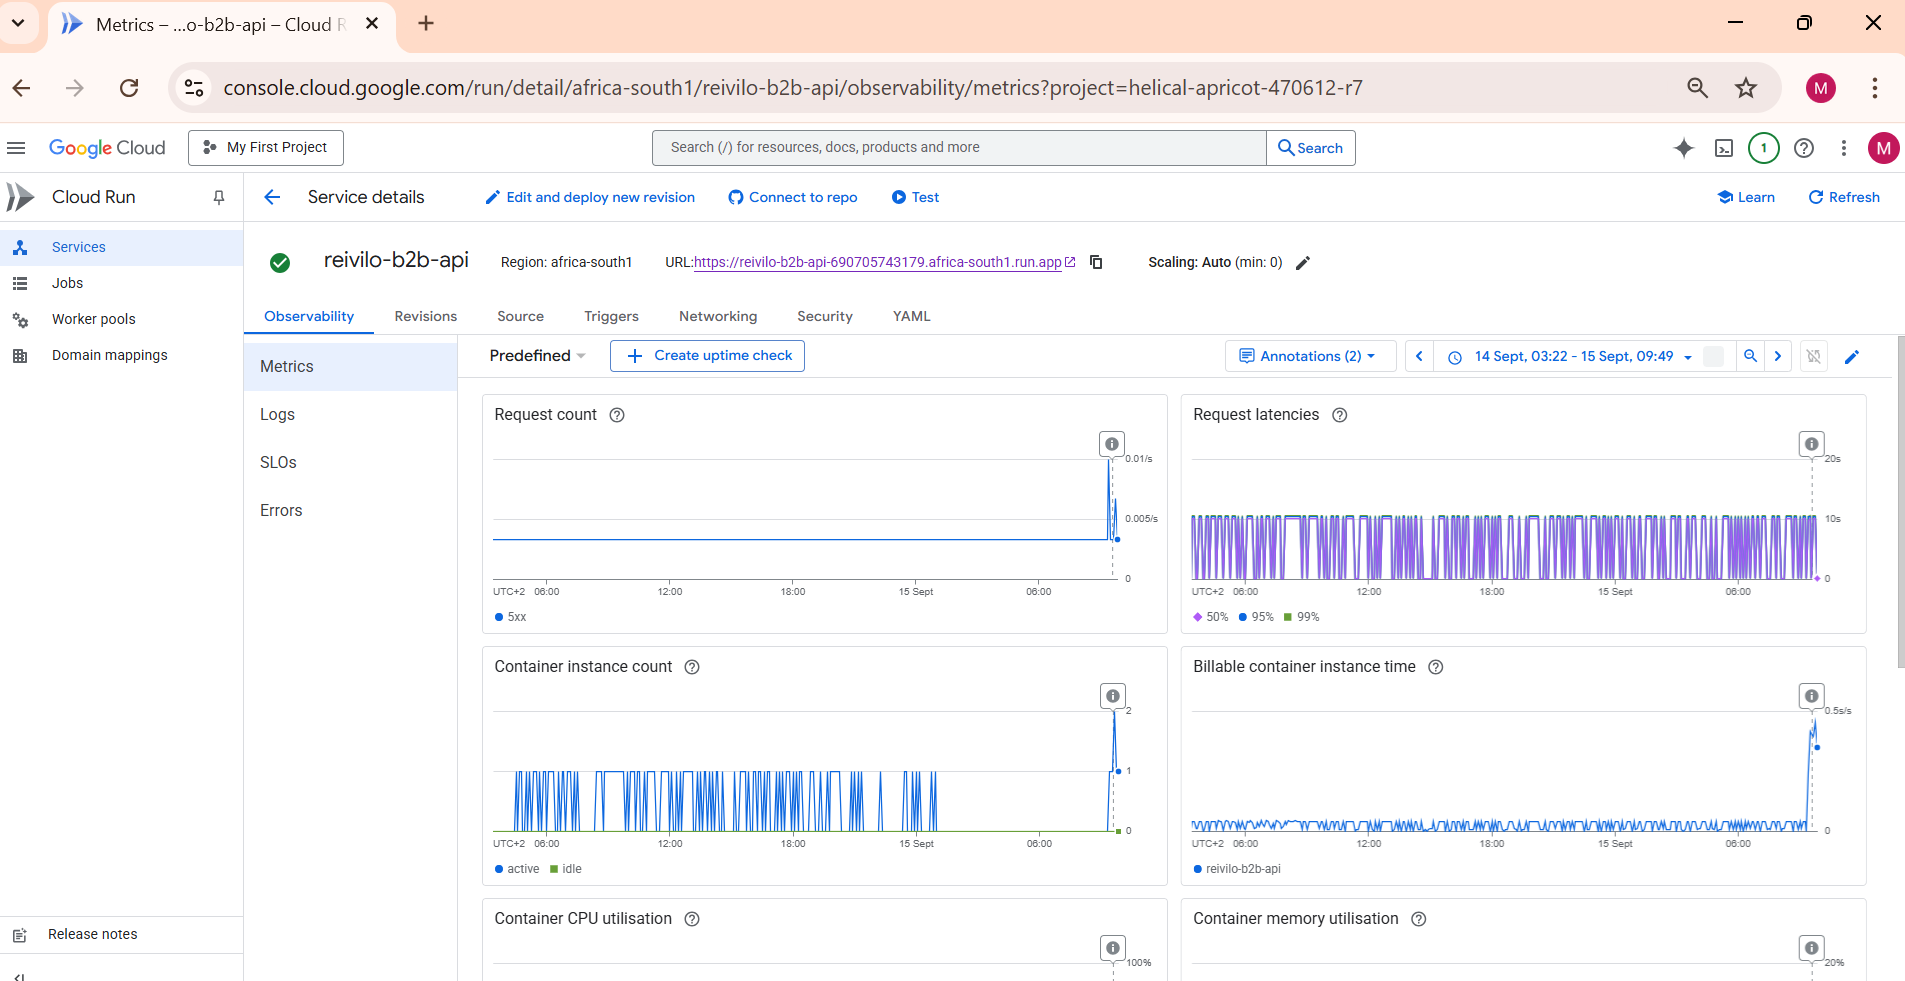 Metrics – ...o-b2b-api – Cloud R
console.cloud.google.com/run/detail/africa-south1/reivilo-b2b-api/observability/metrics?project=helical-apricot-470612-r7
M
Google Cloud
My First Project
Search (/) for resources, docs, products and more
Search
1
M
Cloud Run
Service details
Edit and deploy new revision
Connect to repo
Test
Learn
Refresh
Services
Jobs
Worker pools
Domain mappings
Release notes
reivilo-b2b-api
Region: africa-south1
URL:https://reivilo-b2b-api-690705743179.africa-south1.run.app
Scaling: Auto (min: 0)
Observability
Revisions
Source
Triggers
Networking
Security
YAML
Metrics
Logs
SLOs
Errors
Predefined
Create uptime check
Annotations (2)
14 Sept, 03:22 - 15 Sept, 09:49
Request count
0.01/s
0.005/s
0
UTC+2 06:00 12:00 18:00 15 Sept 06:00
5xx
Request latencies
20s
10s
0
UTC+2 06:00 12:00 18:00 15 Sept 06:00
50% 95% 99%
Container instance count
2
1
0
UTC+2 06:00 12:00 18:00 15 Sept 06:00
active idle
Billable container instance time
0.5s/s
0
UTC+2 06:00 12:00 18:00 15 Sept 06:00
reivilo-b2b-api
Container CPU utilisation
100%
Container memory utilisation
20%